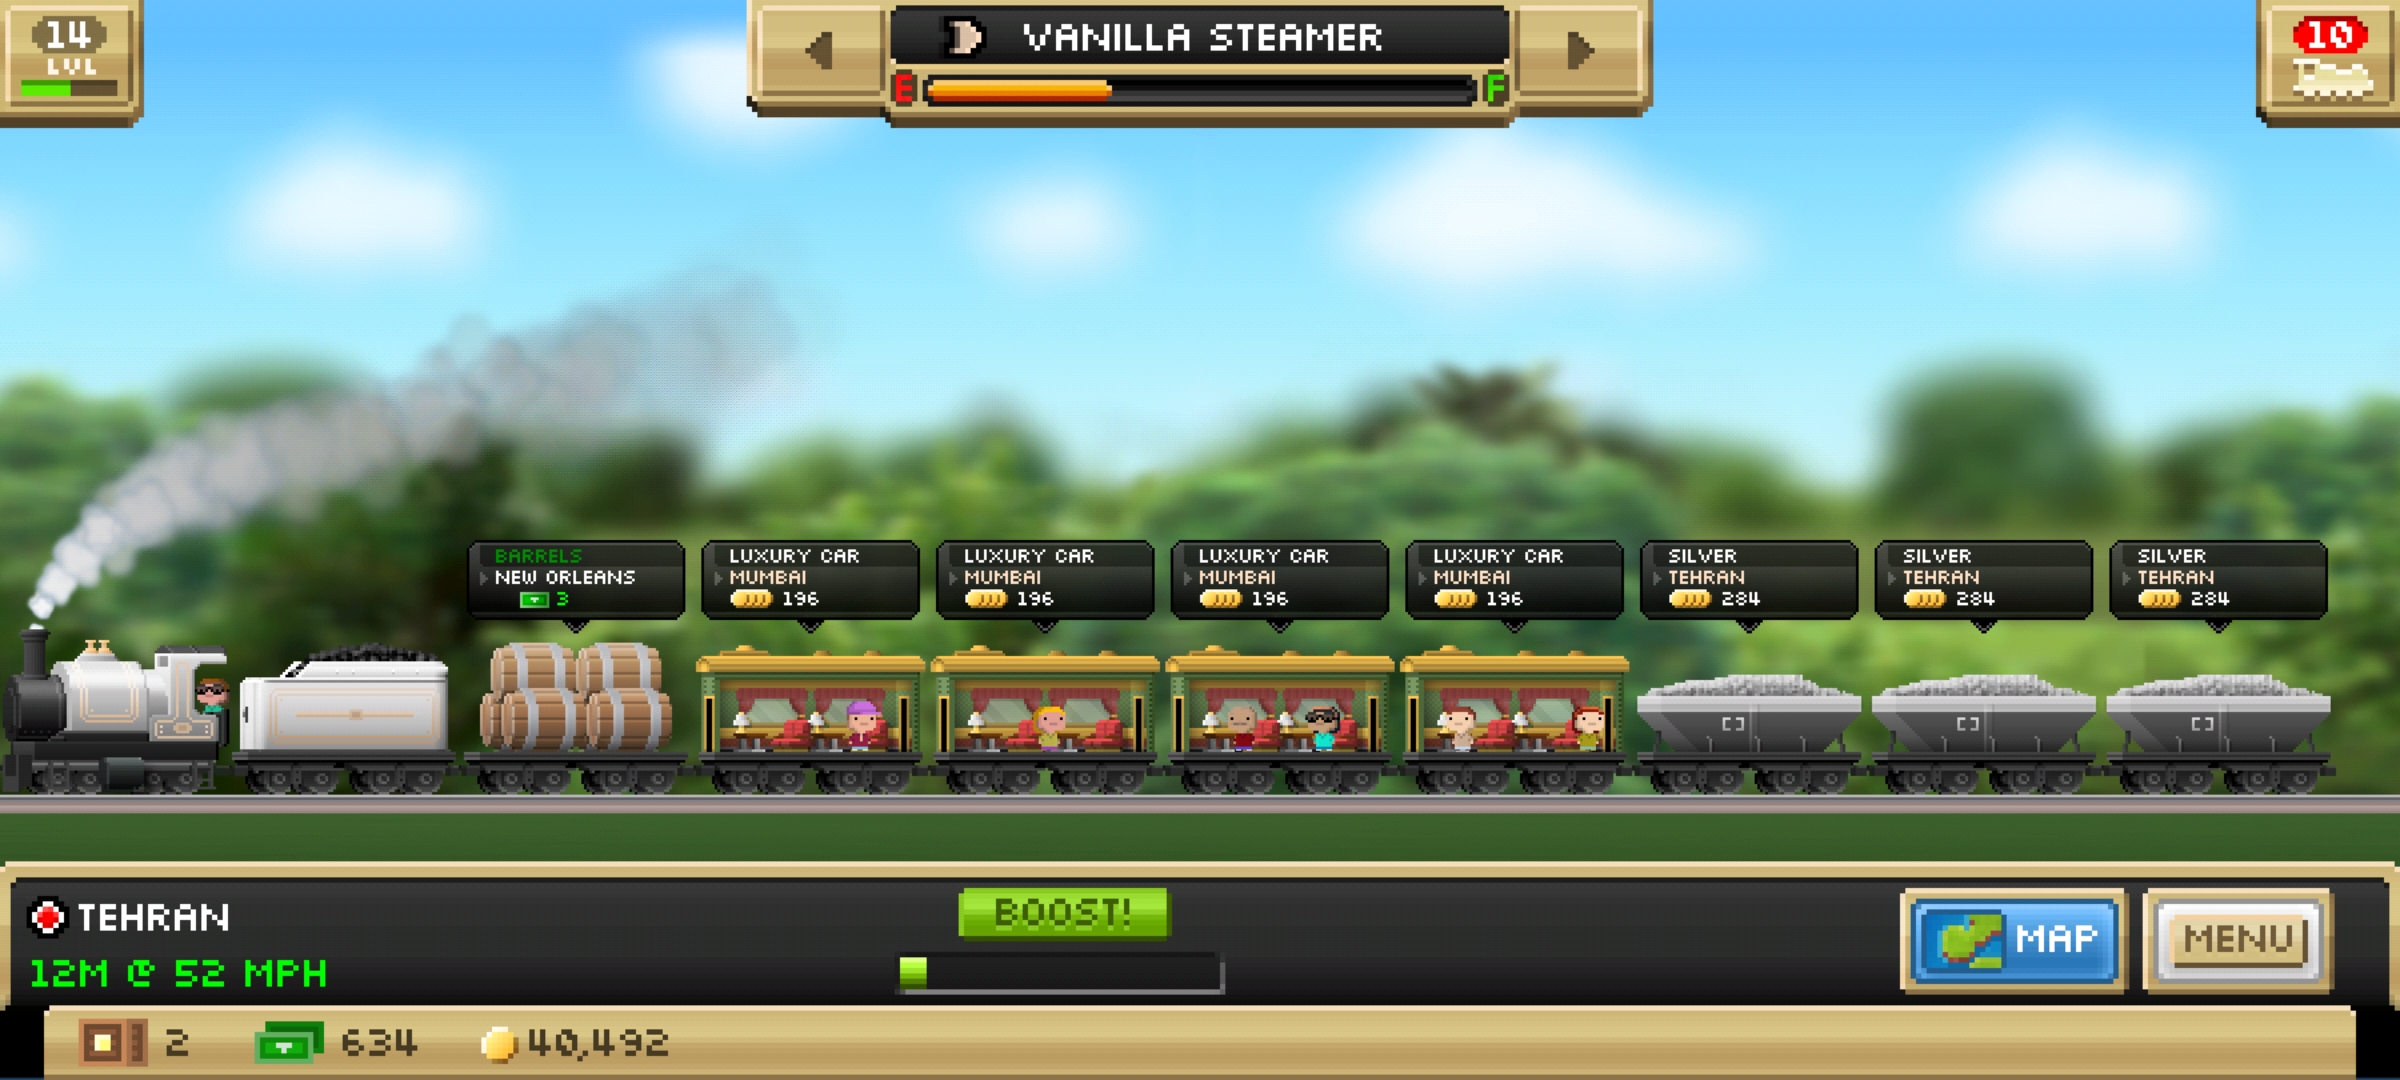 14
LVL
VANILLA STEAMER
E F
10
BARRELS
NEW ORLEANS
3
LUXURY CAR
MUMBAI
196
LUXURY CAR
MUMBAI
196
LUXURY CAR
MUMBAI
196
LUXURY CAR
MUMBAI
196
SILVER
TEHRAN
284
SILVER
TEHRAN
284
SILVER
TEHRAN
284
TEHRAN
12M @ 52 MPH
BOOST!
MAP
MENU
2 634 40,492